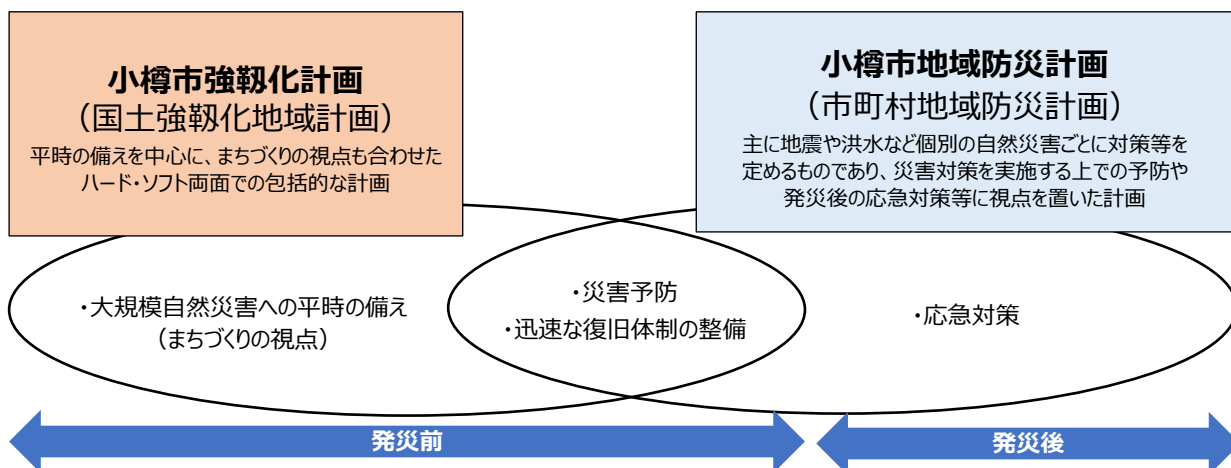 小樽市強靱化計画
（国土強靱化地域計画）
平時の備えを中心に、まちづくりの視点も合わせた
ハード・ソフト両面での包括的な計画
小樽市地域防災計画
（市町村地域防災計画）
主に地震や洪水など個別の自然災害ごとに対策等を
定めるものであり、災害対策を実施する上での予防や
発災後の応急対策等に視点を置いた計画
・大規模自然災害への平時の備え
（まちづくりの視点）
・災害予防
・迅速な復旧体制の整備
・応急対策
発災前
発災後